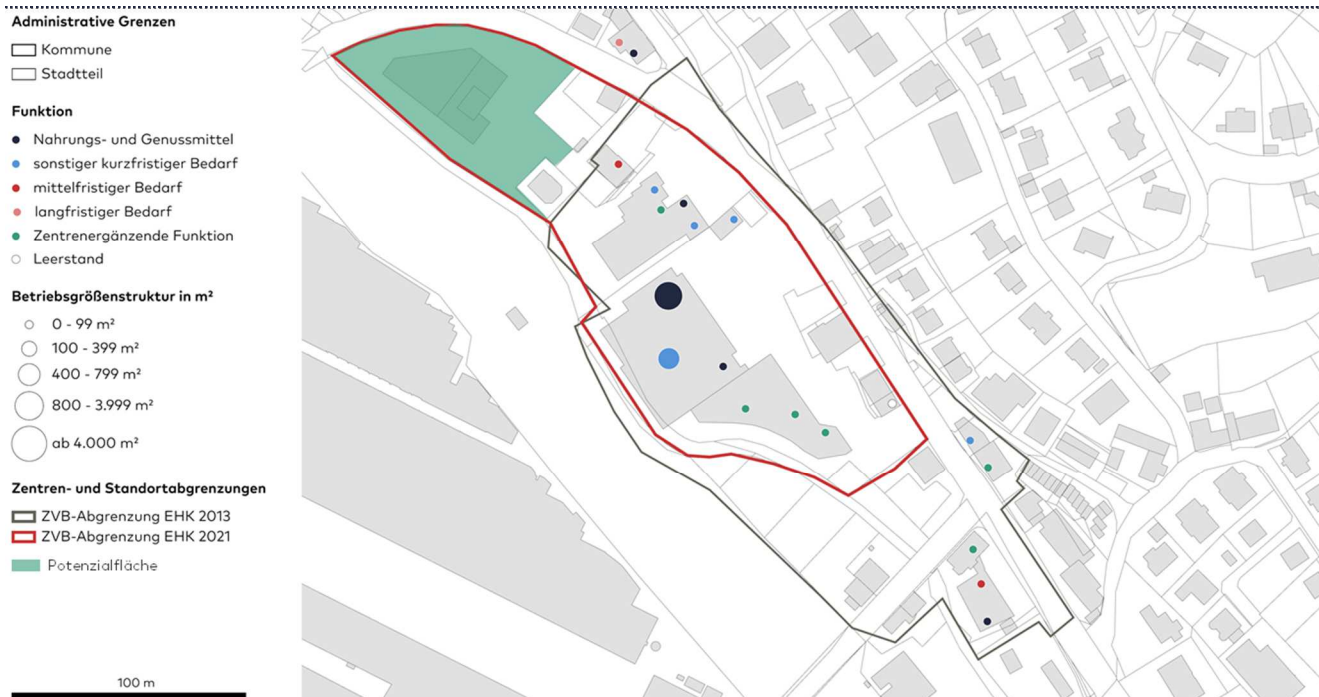 Administrative Grenzen
Kommune
Stadtteil
Funktion
Nahrungs- und Genussmittel
sonstiger kurzfristiger Bedarf
mittelfristiger Bedarf
langfristiger Bedarf
Zentrenergänzende Funktion
Leerstand
Betriebsgrößenstruktur in m²
0 - 99 m²
100 - 399 m²
400 - 799 m²
800 - 3.999 m²
ab 4.000 m²
Zentren- und Standortabgrenzungen
ZVB-Abgrenzung EHK 2013
ZVB-Abgrenzung EHK 2021
Potenzialfläche
100 m